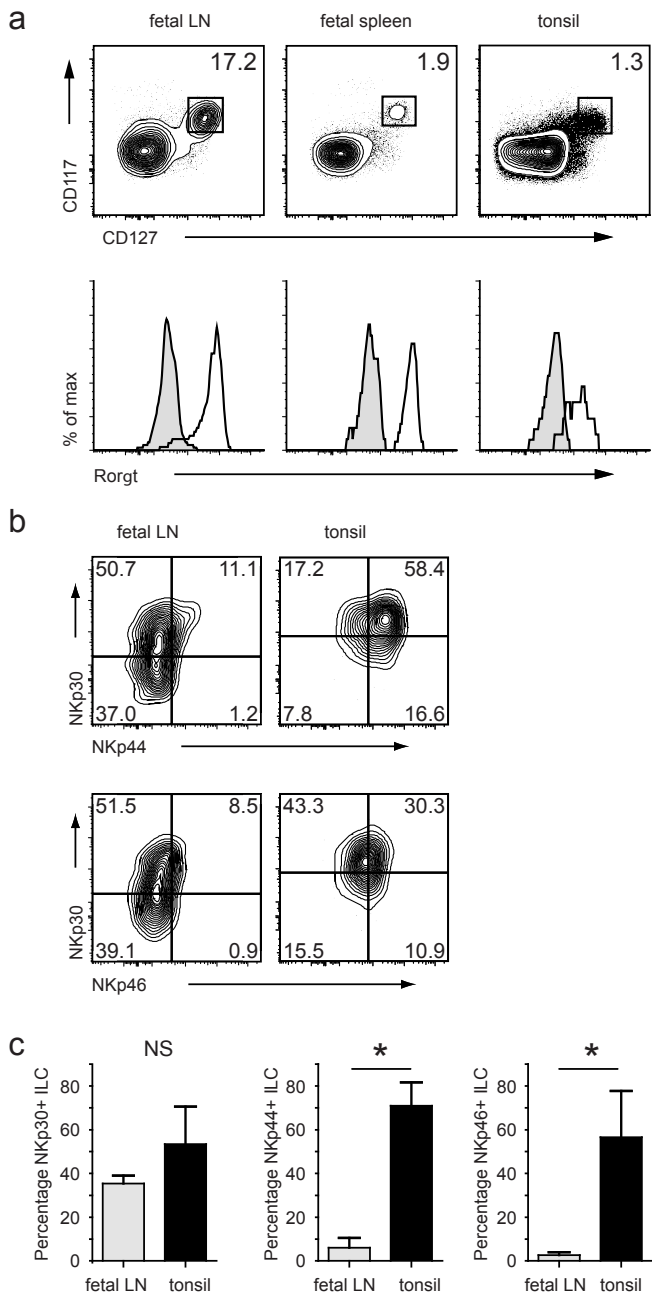 a
fetal LN fetal spleen tonsil
17.2 1.9 1.3
CD117
CD127
% of max
Rorgt
b
fetal LN tonsil
50.7 11.1 17.2 58.4
NKp30
37.0 1.2 7.8 16.6
NKp44
51.5 8.5 43.3 30.3
NKp30
39.1 0.9 15.5 10.9
NKp46
c
NS * *
Percentage NKp30+ ILC
80
60
40
20
0
fetal LN tonsil
Percentage NKp44+ ILC
80
60
40
20
0
fetal LN tonsil
Percentage NKp46+ ILC
80
60
40
20
0
fetal LN tonsil